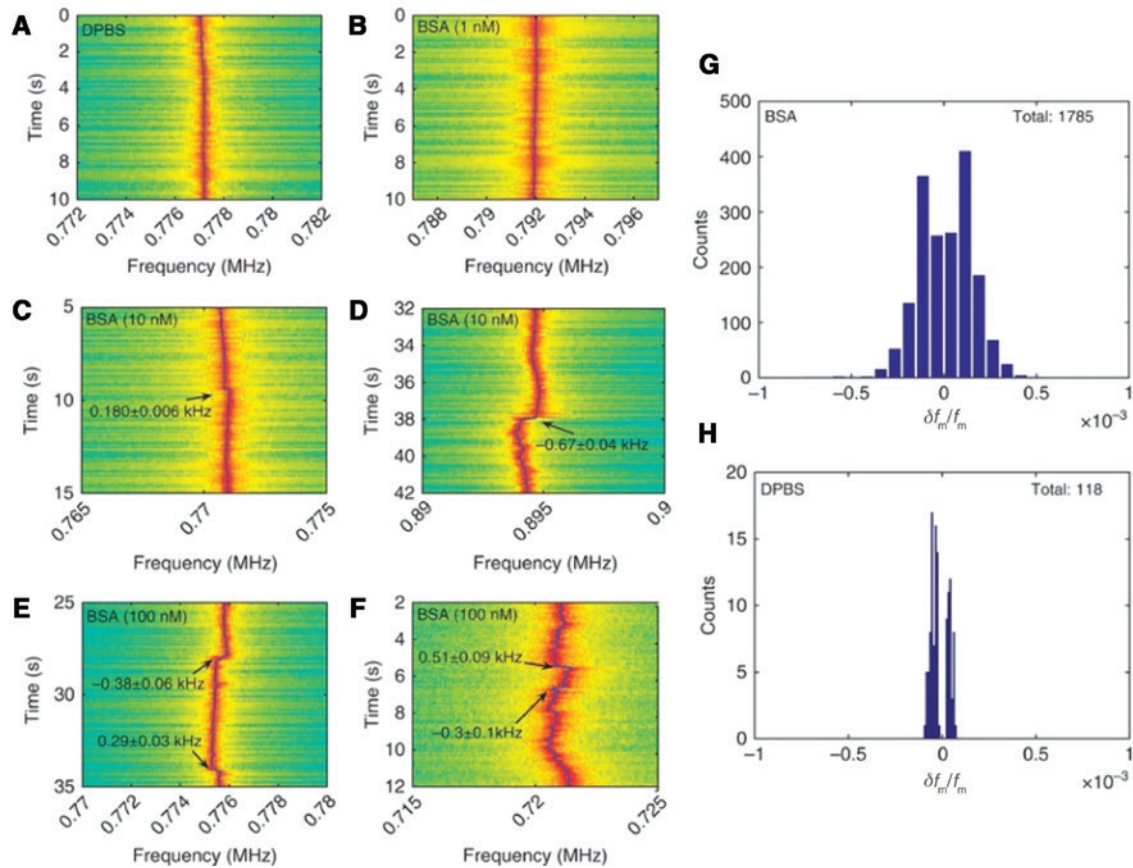 A
DPBS
0
2
4
6
8
10
Time (s)
0.772
0.774
0.776
0.778
0.78
0.782
Frequency (MHz)
B
BSA (1 nM)
0
2
4
6
8
10
Time (s)
0.788
0.79
0.792
0.794
0.796
Frequency (MHz)
C
BSA (10 nM)
5
10
15
Time (s)
0.180±0.006 kHz
0.765
0.77
0.775
Frequency (MHz)
D
BSA (10 nM)
32
34
36
38
40
42
Time (s)
−0.67±0.04 kHz
0.89
0.895
0.9
Frequency (MHz)
E
BSA (100 nM)
25
30
35
Time (s)
−0.38±0.06 kHz
0.29±0.03 kHz
0.77
0.772
0.774
0.776
0.778
0.78
Frequency (MHz)
F
BSA (100 nM)
2
4
6
8
10
12
Time (s)
0.51±0.09 kHz
−0.3±0.1kHz
0.715
0.72
0.725
Frequency (MHz)
G
BSA
Total: 1785
500
400
300
200
100
0
Counts
−1
−0.5
0
0.5
1
×10⁻³
δfₘ/fₘ
H
DPBS
Total: 118
20
15
10
5
0
Counts
−1
−0.5
0
0.5
1
×10⁻³
δfₘ/fₘ